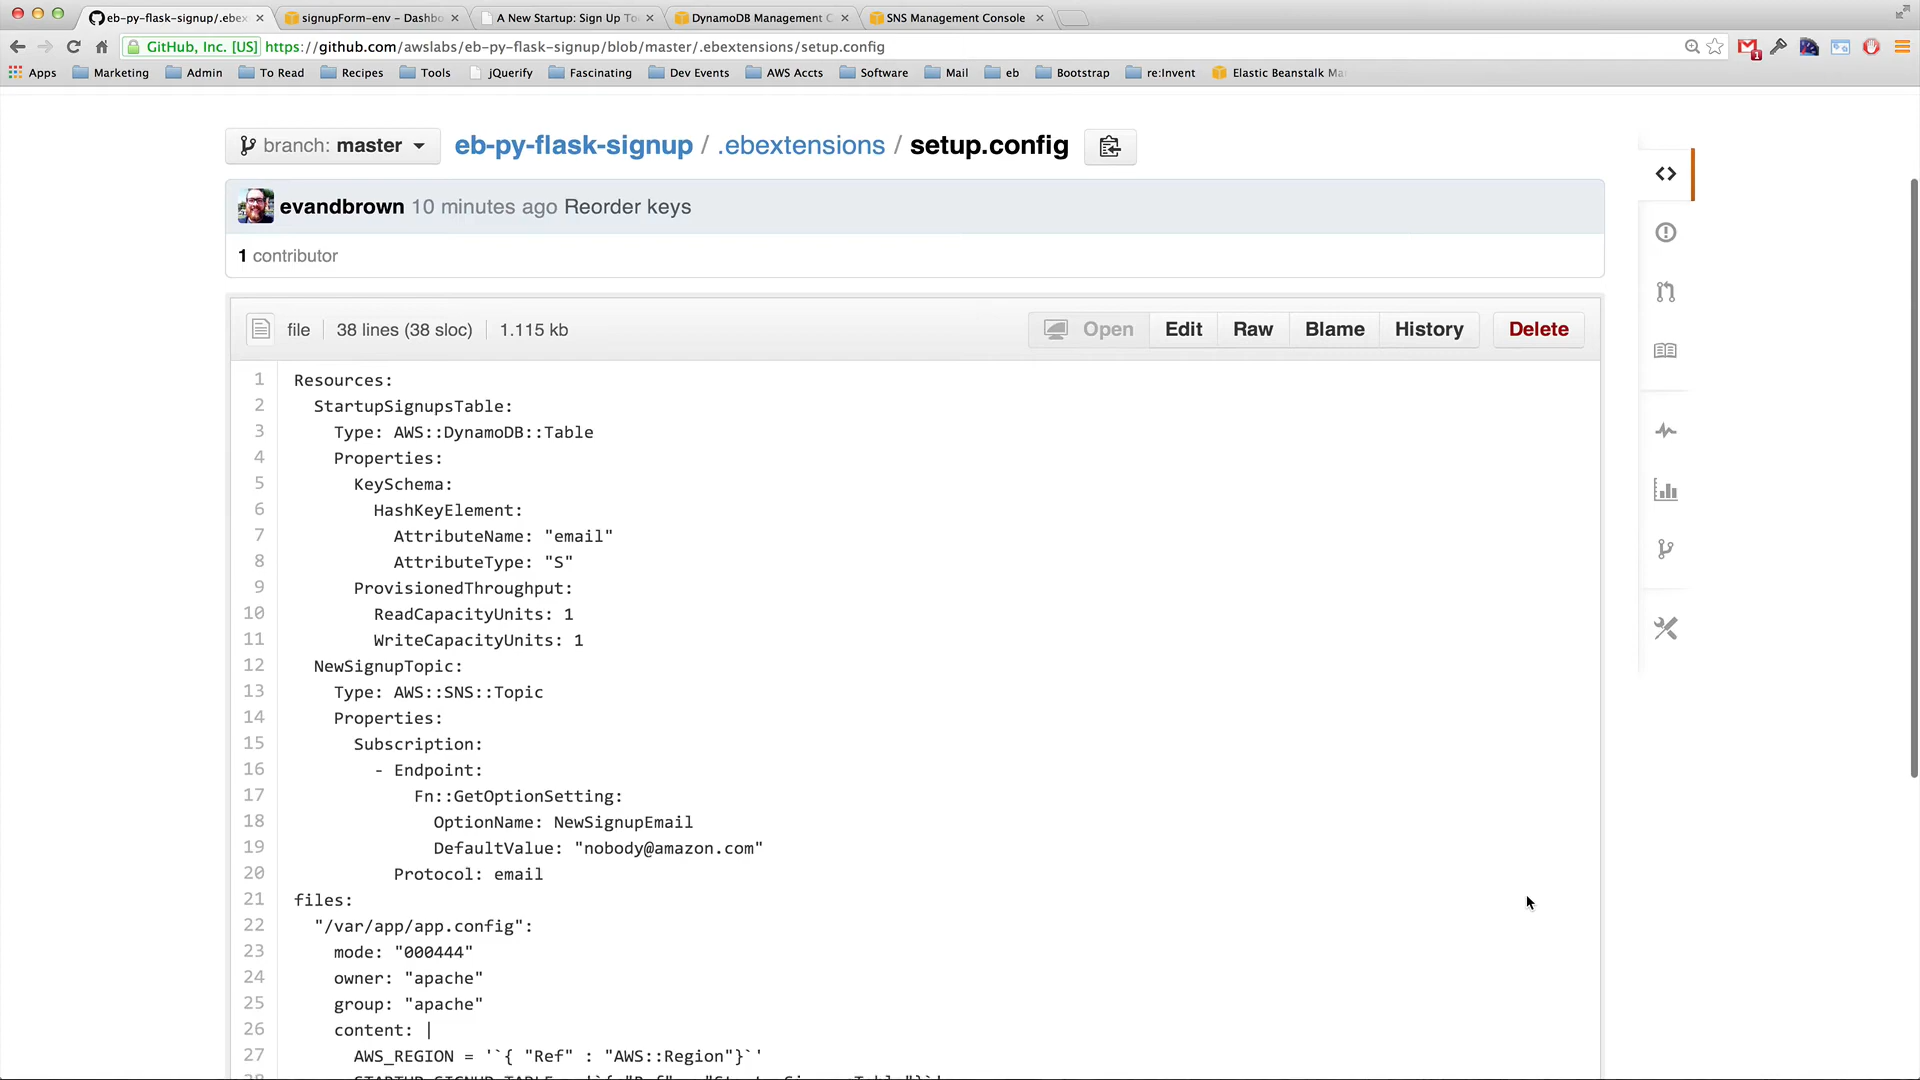 eb-py-flask-signup/.ebex
signupForm-env - Dashbo
A New Startup: Sign Up To
DynamoDB Management C
SNS Management Console
GitHub, Inc. [US] https://github.com/awslabs/eb-py-flask-signup/blob/master/.ebextensions/setup.config
Apps Marketing Admin To Read Recipes Tools jQuerify Fascinating Dev Events AWS Accts Software Mail eb Bootstrap re:Invent Elastic Beanstalk Ma
branch: master eb-py-flask-signup / .ebextensions / setup.config
evandbrown 10 minutes ago Reorder keys
1 contributor
file 38 lines (38 sloc) 1.115 kb Open Edit Raw Blame History Delete
1 Resources:
2 StartupSignupsTable:
3 Type: AWS::DynamoDB::Table
4 Properties:
5 KeySchema:
6 HashKeyElement:
7 AttributeName: "email"
8 AttributeType: "S"
9 ProvisionedThroughput:
10 ReadCapacityUnits: 1
11 WriteCapacityUnits: 1
12 NewSignupTopic:
13 Type: AWS::SNS::Topic
14 Properties:
15 Subscription:
16 - Endpoint:
17 Fn::GetOptionSetting:
18 OptionName: NewSignupEmail
19 DefaultValue: "nobody@amazon.com"
20 Protocol: email
21 files:
22 "/var/app/app.config":
23 mode: "000444"
24 owner: "apache"
25 group: "apache"
26 content: |
27 AWS_REGION = '`{ "Ref" : "AWS::Region"}`'